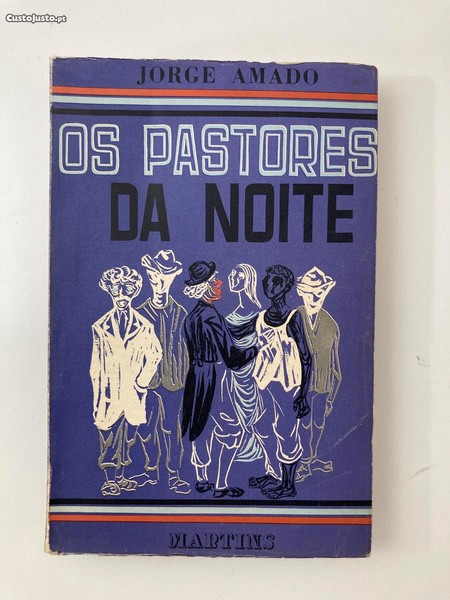 CustoJusto.pt
JORGE AMADO
OS PASTORES
DA NOITE
MARTINS